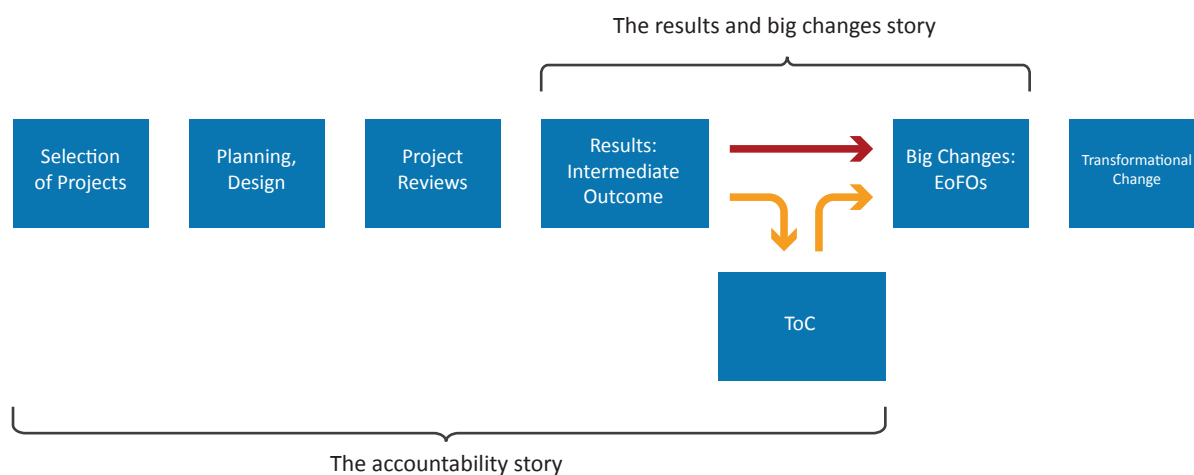 The results and big changes story
Selection
of Projects
Planning,
Design
Project
Reviews
Results:
Intermediate
Outcome
Big Changes:
EoFOs
Transformational
Change
ToC
The accountability story